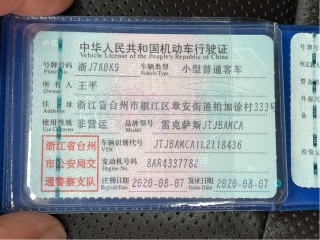 中华人民共和国机动车行驶证
Vehicle License of the People's Republic of China
号牌号码 浙J7K0K9 车辆类型 小型普通客车
Plate No. Vehicle Type
所有人 王平
Owner
住址 浙江省台州市椒江区章安街道柏加徐村333号
Address
使用性质 非营运 品牌型号 雷克萨斯JTJBAMCA
Use Character Model
浙江省台州
市公安局交
通警察支队
车辆识别代号 JTJBAMCA1L2118436
VIN
发动机号码 8AR4337782
Engine No.
注册日期 2020-08-07 发证日期 2020-08-07
Register Date Issue Date